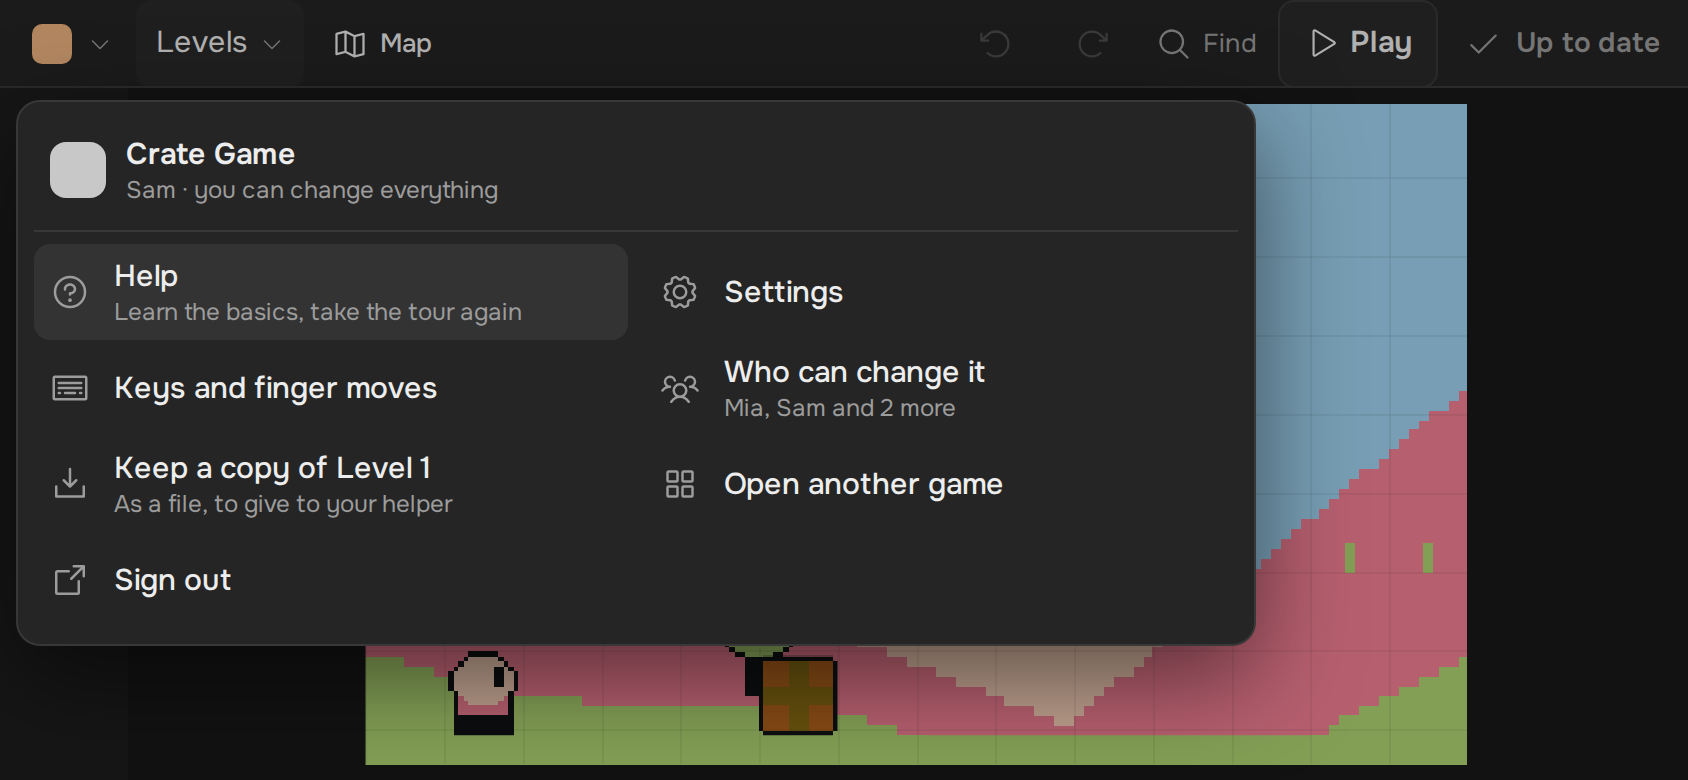 Levels
Map
Find
Play
Up to date
Crate Game
Sam · you can change everything
Help
Learn the basics, take the tour again
Settings
Keys and finger moves
Who can change it
Mia, Sam and 2 more
Keep a copy of Level 1
As a file, to give to your helper
Open another game
Sign out